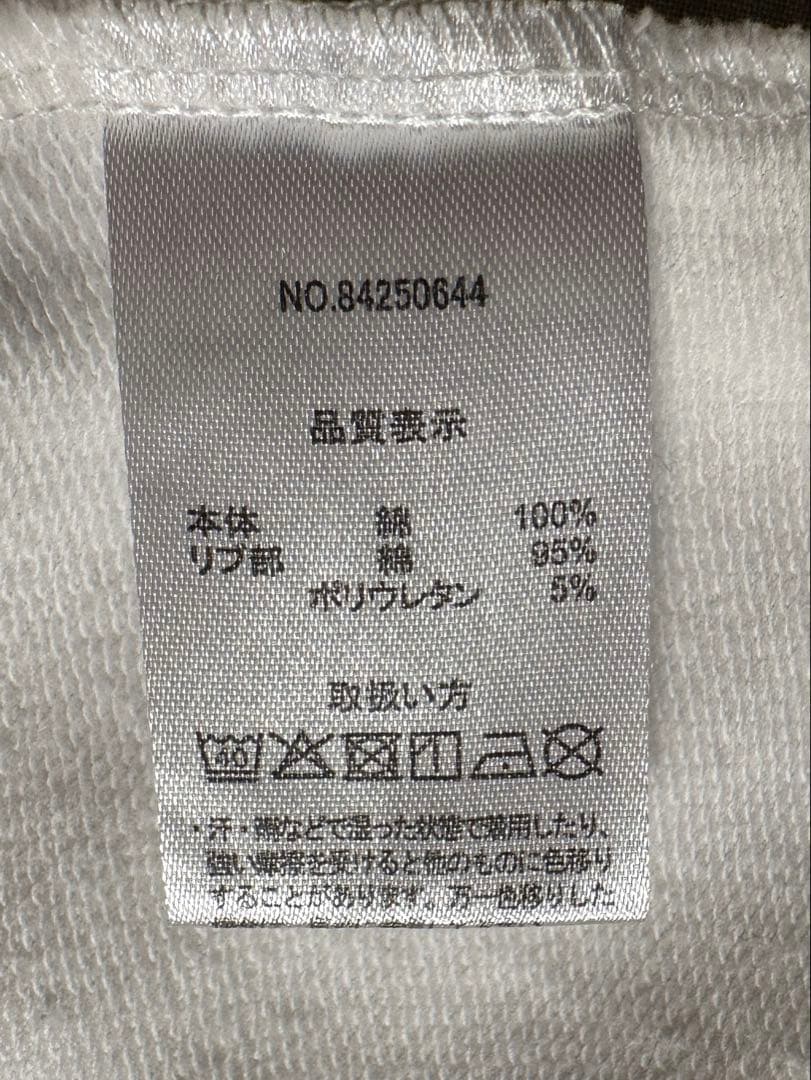 NO.84250644
品質表示
本体 綿 100%
リブ部 綿 95%
ポリウレタン 5%
取扱い方
40
・汗・雨などで湿った状態で着用したり、
強い摩擦を受けると他のものに色移り
することがあります。万一色移りした